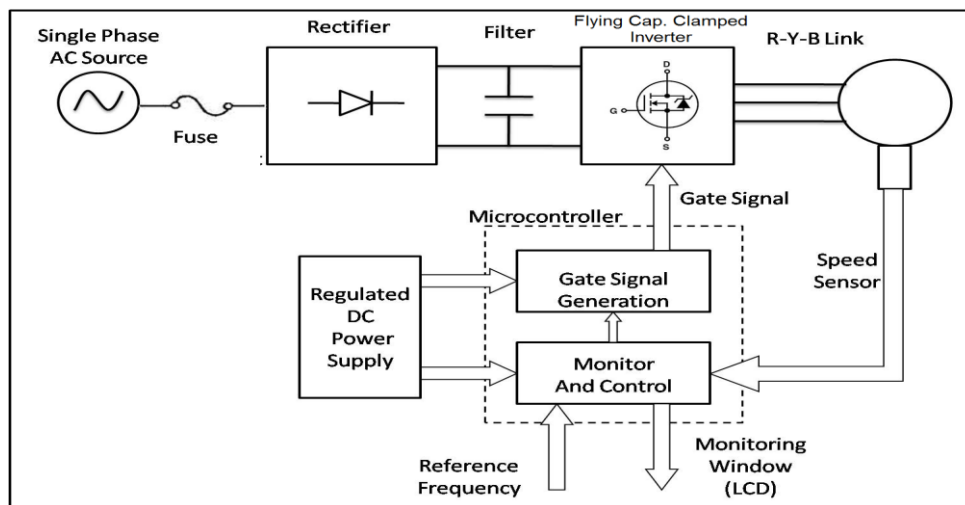 Single Phase
AC Source
Fuse
Rectifier
:
Filter
Flying Cap. Clamped
Inverter
D
G
S
R-Y-B Link
Gate Signal
Microcontroller
Speed
Sensor
Regulated
DC
Power
Supply
Gate Signal
Generation
Monitor
And Control
Reference
Frequency
Monitoring
Window
(LCD)